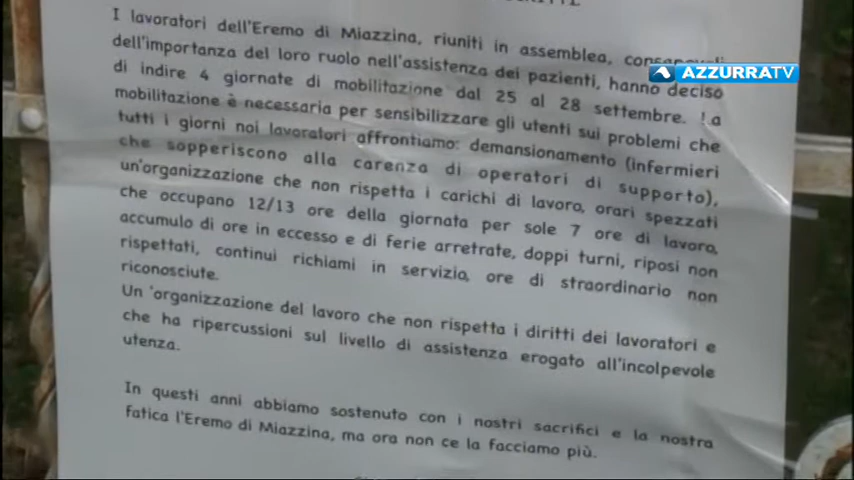 I lavoratori dell'Eremo di Miazzina, riuniti in assemblea, consapevoli
dell'importanza del loro ruolo nell'assistenza dei pazienti, hanno deciso
di indire 4 giornate di mobilitazione dal 25 al 28 settembre. La
mobilitazione è necessaria per sensibilizzare gli utenti sui problemi che
tutti i giorni noi lavoratori affrontiamo: demansionamento (infermieri
che sopperiscono alla carenza di operatori di supporto),
un'organizzazione che non rispetta i carichi di lavoro, orari spezzati
che occupano 12/13 ore della giornata per sole 7 ore di lavoro,
accumulo di ore in eccesso e di ferie arretrate, doppi turni, riposi non
rispettati, continui richiami in servizio, ore di straordinario non
riconosciute.
Un 'organizzazione del lavoro che non rispetta i diritti dei lavoratori e
che ha ripercussioni sul livello di assistenza erogato all'incolpevole
utenza.
In questi anni abbiamo sostenuto con i nostri sacrifici e la nostra
fatica l'Eremo di Miazzina, ma ora non ce la facciamo più.
AZZURRATV